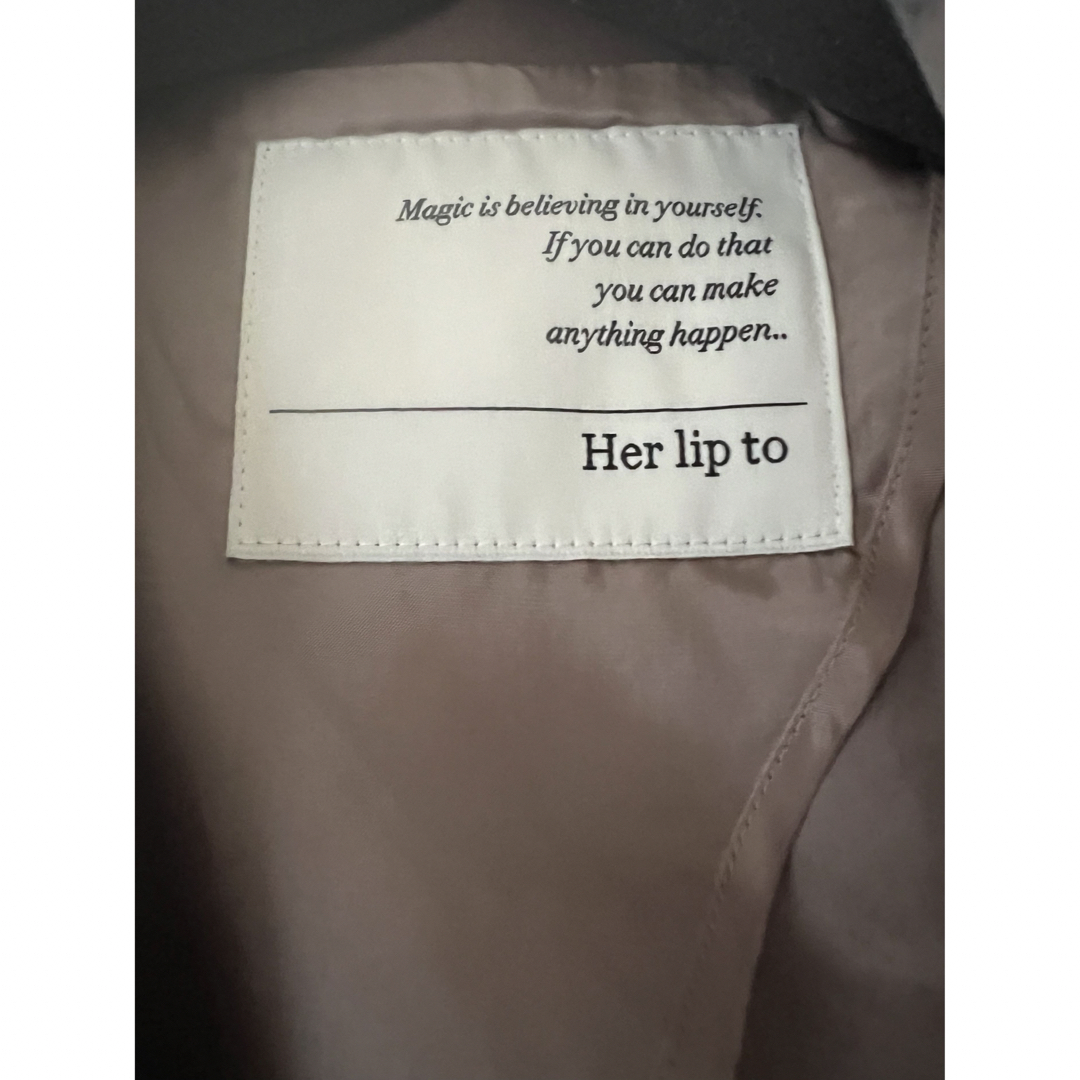 Magic is believing in yourself.
If you can do that
you can make
anything happen..
Her lip to